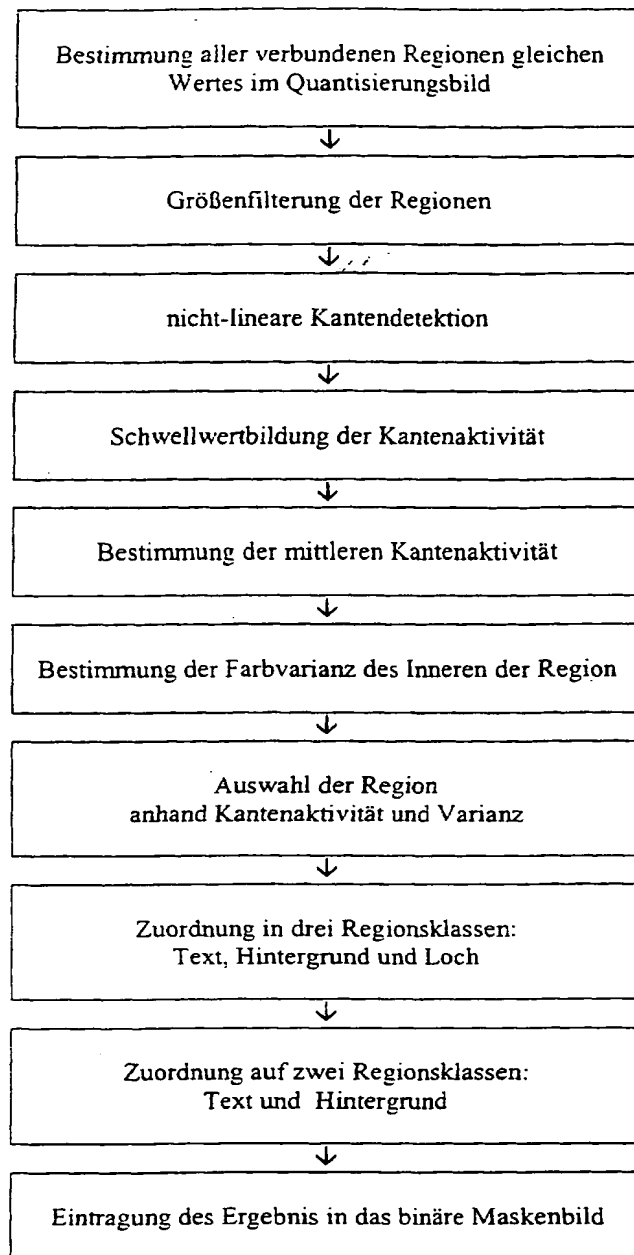 Bestimmung aller verbundenen Regionen gleichen
Wertes im Quantisierungsbild
Größenfilterung der Regionen
nicht-lineare Kantendetektion
Schwellwertbildung der Kantenaktivität
Bestimmung der mittleren Kantenaktivität
Bestimmung der Farbvarianz des Inneren der Region
Auswahl der Region
anhand Kantenaktivität und Varianz
Zuordnung in drei Regionsklassen:
Text, Hintergrund und Loch
Zuordnung auf zwei Regionsklassen:
Text und Hintergrund
Eintragung des Ergebnis in das binäre Maskenbild